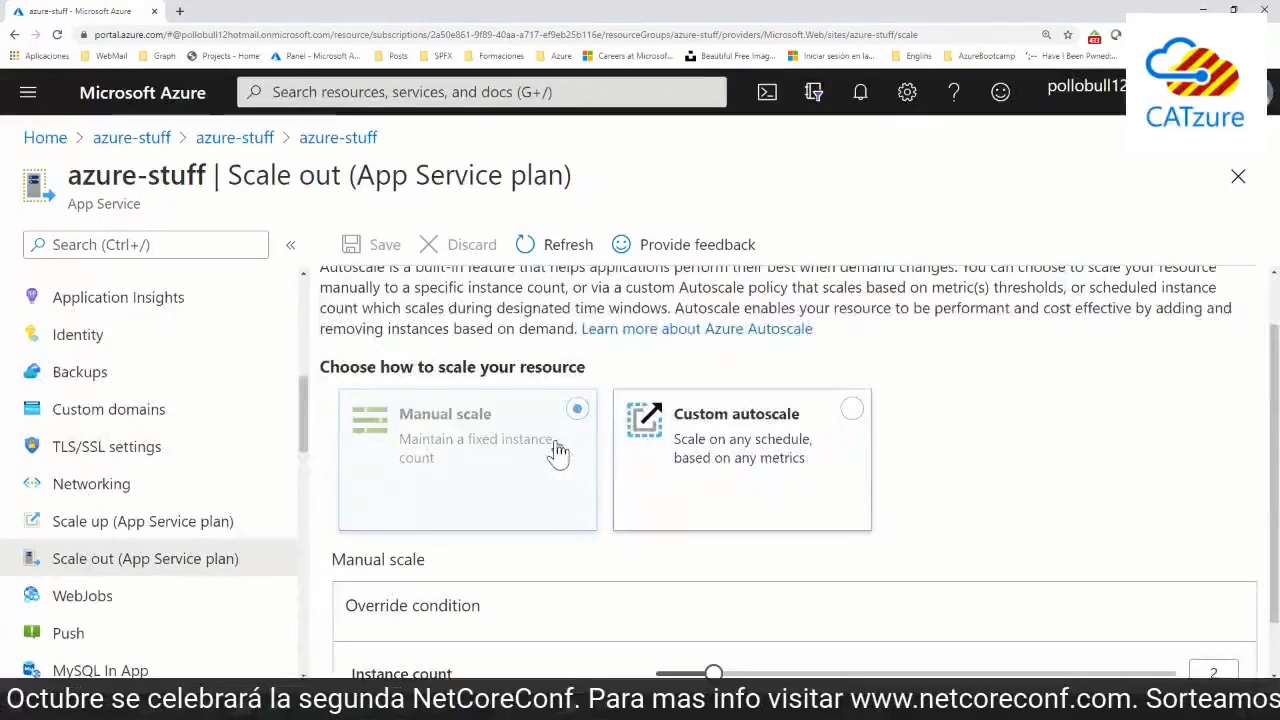 azure-stuff - Microsoft Azure
portal.azure.com/#@pollobull12hotmail.onmicrosoft.com/resource/subscriptions/2a50e861-9f89-40aa-a717-ef9eb25b116e/resourceGroups/azure-stuff/providers/Microsoft.Web/sites/azure-stuff/scale
Aplicaciones WebMail Graph Projects - Home Panel - Microsoft A... Posts SPFX Formaciones Azure Careers at Microsof... Beautiful Free Imag... Iniciar sesión en la... Englihs AzureBootcamp Have I Been Pwned:...
Microsoft Azure Search resources, services, and docs (G+/) pollobull12
CATzure
Home > azure-stuff > azure-stuff > azure-stuff
azure-stuff | Scale out (App Service plan)
App Service
Search (Ctrl+/) « Save Discard Refresh Provide feedback
Autoscale is a built-in feature that helps applications perform their best when demand changes. You can choose to scale your resource
manually to a specific instance count, or via a custom Autoscale policy that scales based on metric(s) thresholds, or scheduled instance
count which scales during designated time windows. Autoscale enables your resource to be performant and cost effective by adding and
removing instances based on demand. Learn more about Azure Autoscale
Application Insights
Identity
Backups
Custom domains
TLS/SSL settings
Networking
Scale up (App Service plan)
Scale out (App Service plan)
WebJobs
Push
MySQL In App
Choose how to scale your resource
Manual scale
Maintain a fixed instance
count
Custom autoscale
Scale on any schedule,
based on any metrics
Manual scale
Override condition
Instance count 2
Octubre se celebrará la segunda NetCoreConf. Para mas info visitar www.netcoreconf.com. Sorteamos